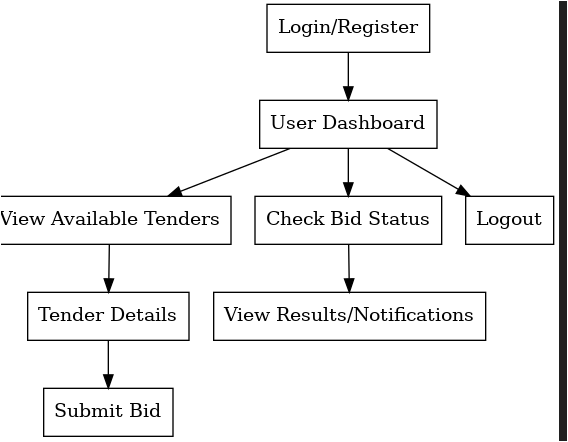 Login/Register
User Dashboard
View Available Tenders
Check Bid Status
Logout
Tender Details
View Results/Notifications
Submit Bid